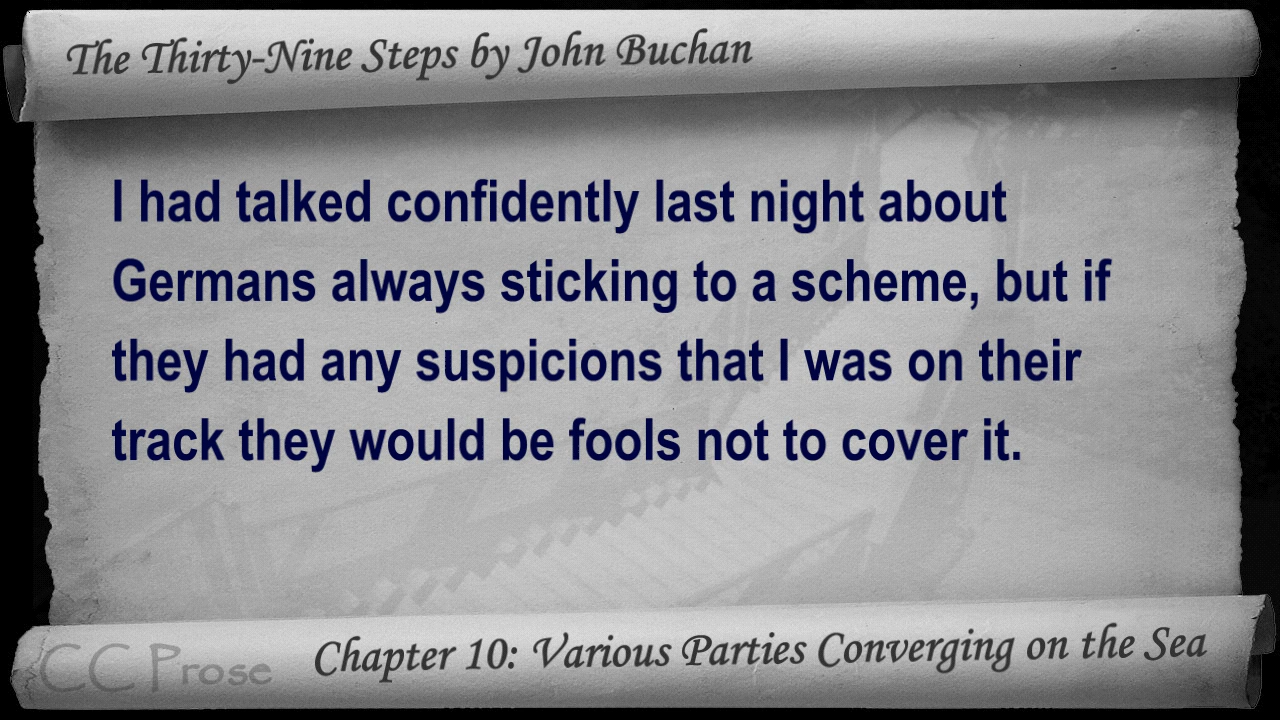 The Thirty-Nine Steps by John Buchan
I had talked confidently last night about
Germans always sticking to a scheme, but if
they had any suspicions that I was on their
track they would be fools not to cover it.
CC Prose
Chapter 10: Various Parties Converging on the Sea